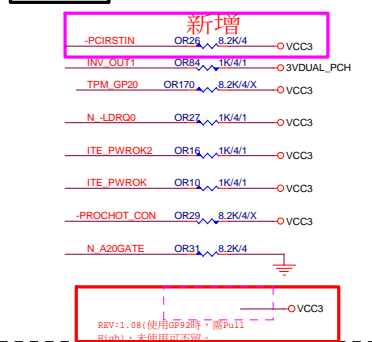 新增
-PCIRSTIN OR26 8.2K/4 VCC3
INV_OUT1 OR84 1K/4/1 3VDUAL_PCH
TPM_GP20 OR170 8.2K/4/X VCC3
N_-LDRQ0 OR27 1K/4/1 VCC3
ITE_PWROK2 OR16 1K/4/1 VCC3
ITE_PWROK OR10 1K/4/1 VCC3
-PROCHOT_CON OR29 8.2K/4/X VCC3
N_A20GATE OR31 8.2K/4
VCC3
REV:1.08(使用GP92時，需Pull
High)，未使用可不留。